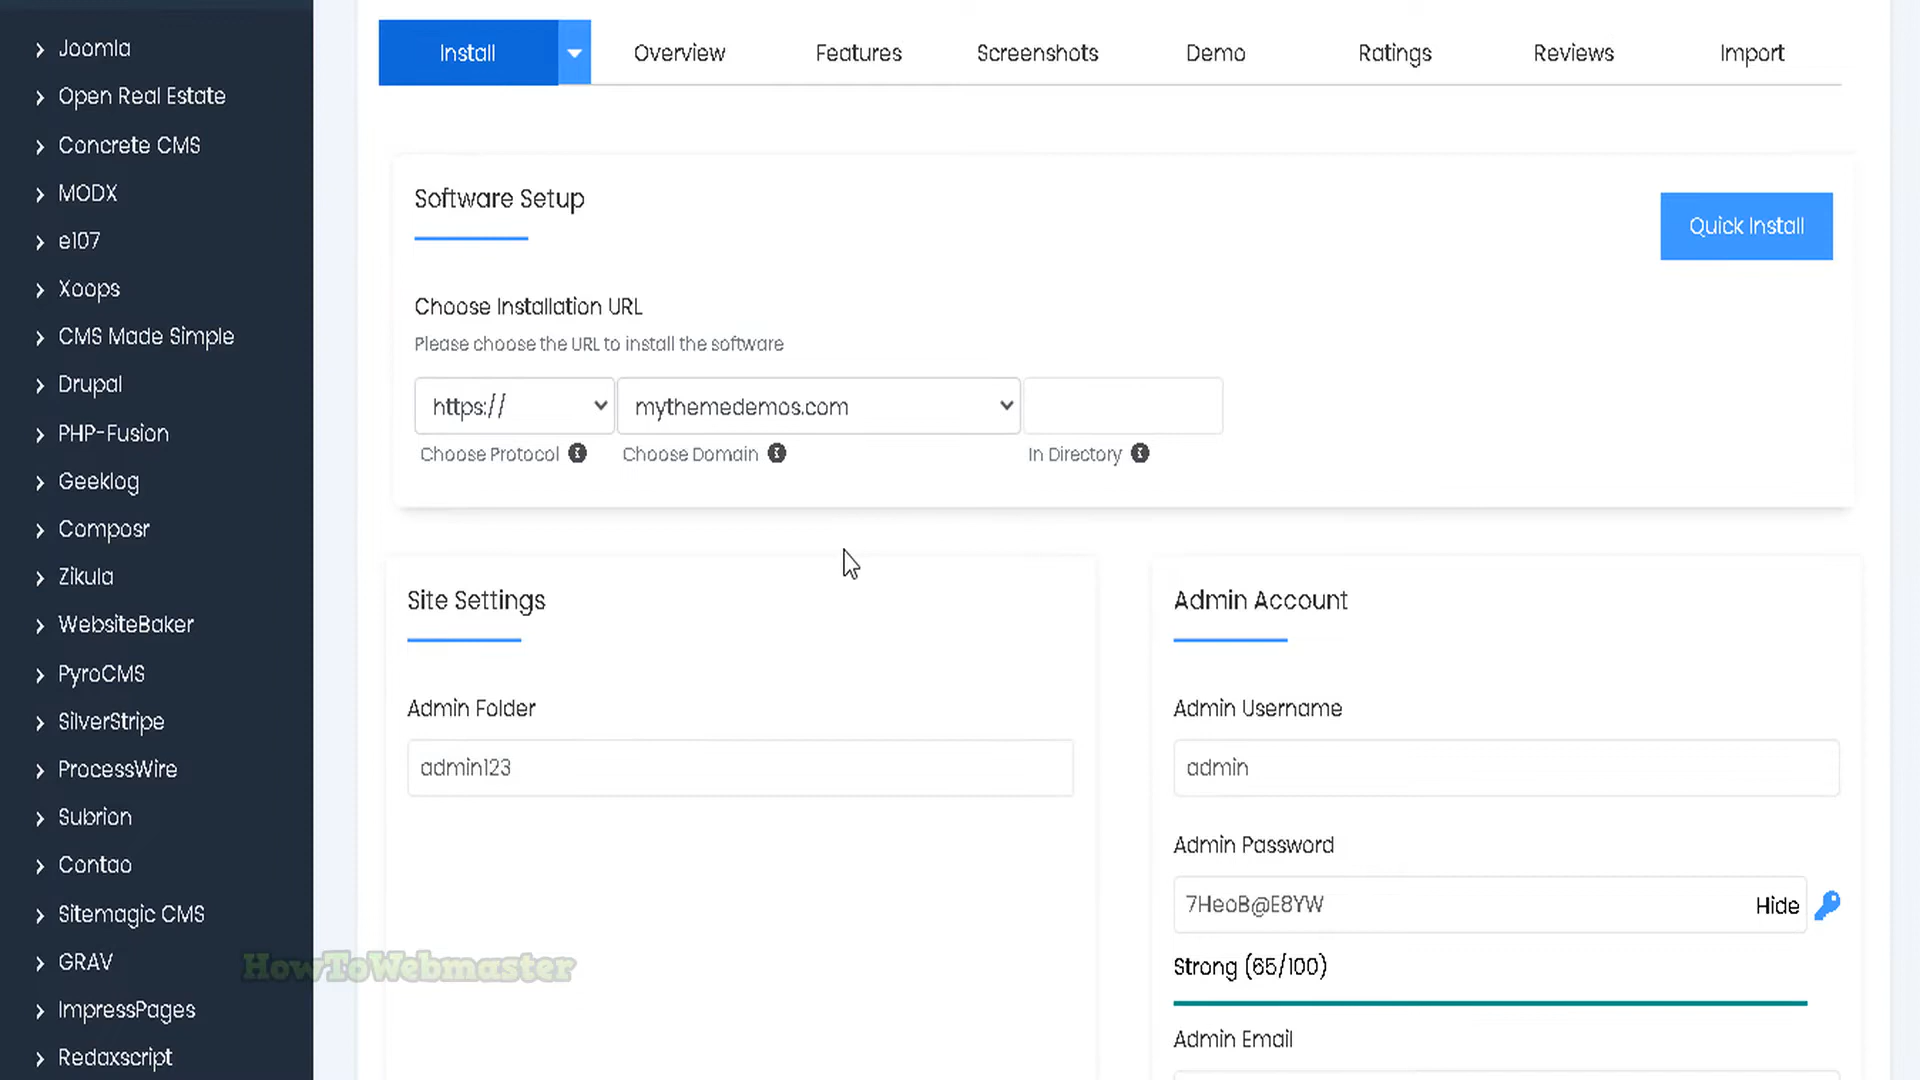 Joomla
Open Real Estate
Concrete CMS
MODX
e107
Xoops
CMS Made Simple
Drupal
PHP-Fusion
Geeklog
Composr
Zikula
WebsiteBaker
PyroCMS
SilverStripe
ProcessWire
Subrion
Contao
Sitemagic CMS
GRAV
ImpressPages
Redaxscript
Install Overview Features Screenshots Demo Ratings Reviews Import
Software Setup
Quick Install
Choose Installation URL
Please choose the URL to install the software
https:// mythemedemos.com
Choose Protocol Choose Domain In Directory
Site Settings
Admin Folder
admin123
Admin Account
Admin Username
admin
Admin Password
7HeoB@E8YW Hide
Strong (65/100)
Admin Email
HowToWebmaster